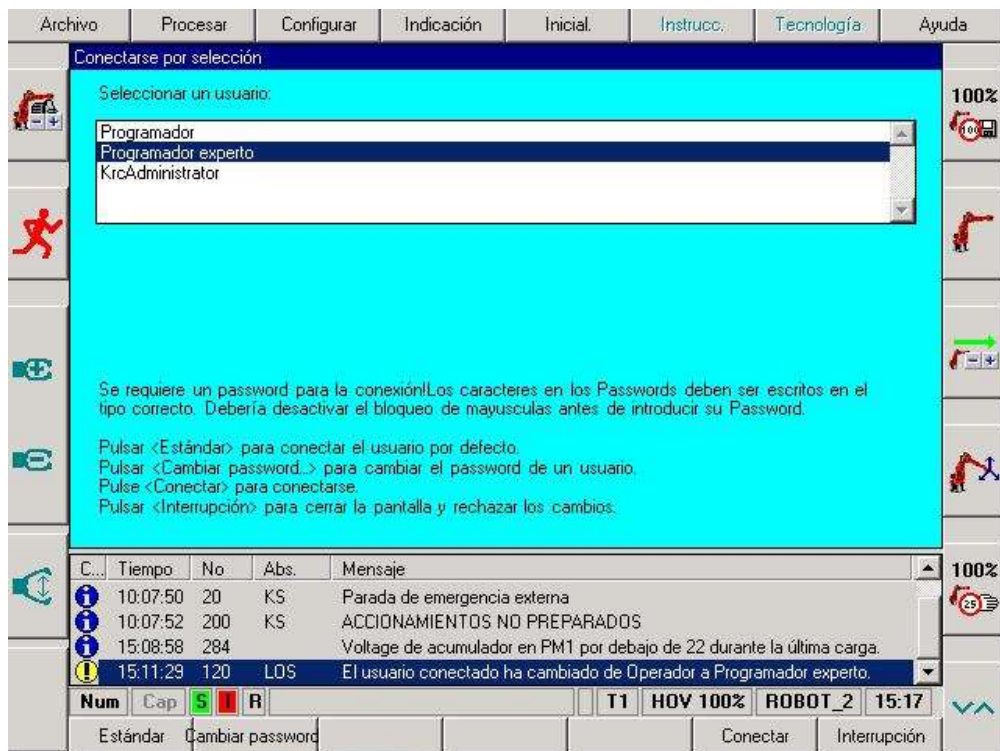 Archivo Procesar Configurar Indicación Inicial. Instrucc. Tecnología Ayuda
Conectarse por selección
Seleccionar un usuario:
100%
100
Programador
Programador experto
KrcAdministrator
Se requiere un password para la conexión!Los caracteres en los Passwords deben ser escritos en el
tipo correcto. Debería desactivar el bloqueo de mayusculas antes de introducir su Password.
Pulsar <Estándar> para conectar el usuario por defecto.
Pulsar <Cambiar password..> para cambiar el password de un usuario.
Pulse <Conectar> para conectarse.
Pulsar <Interrupción> para cerrar la pantalla y rechazar los cambios.
C... Tiempo No Abs. Mensaje
100%
25
10:07:50 20 KS Parada de emergencia externa
10:07:52 200 KS ACCIONAMIENTOS NO PREPARADOS
15:08:58 284 Voltage de acumulador en PM1 por debajo de 22 durante la última carga.
15:11:29 120 LOS El usuario conectado ha cambiado de Operador a Programador experto.
Num Cap S I R T1 HOV 100% ROBOT_2 15:17
Estándar Cambiar password Conectar Interrupción